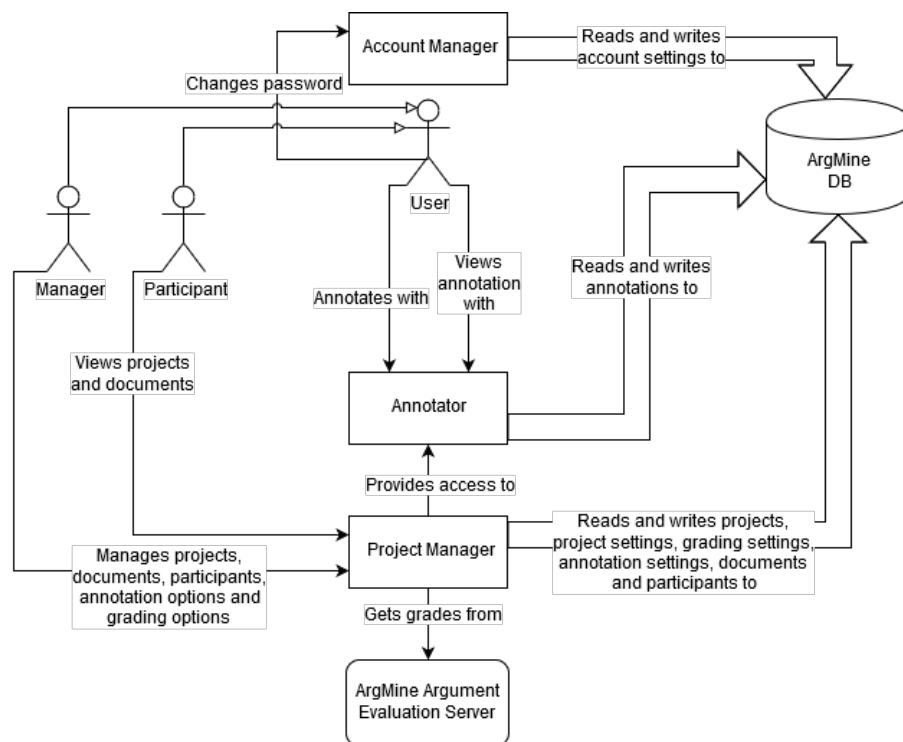 Account Manager
Reads and writes
account settings to
Changes password
ArgMine
DB
User
Manager
Participant
Annotates with
Views
annotation
with
Reads and writes
annotations to
Views projects
and documents
Annotator
Provides access to
Project Manager
Reads and writes projects,
project settings, grading settings,
annotation settings, documents
and participants to
Manages projects,
documents, participants,
annotation options and
grading options
Gets grades from
ArgMine Argument
Evaluation Server